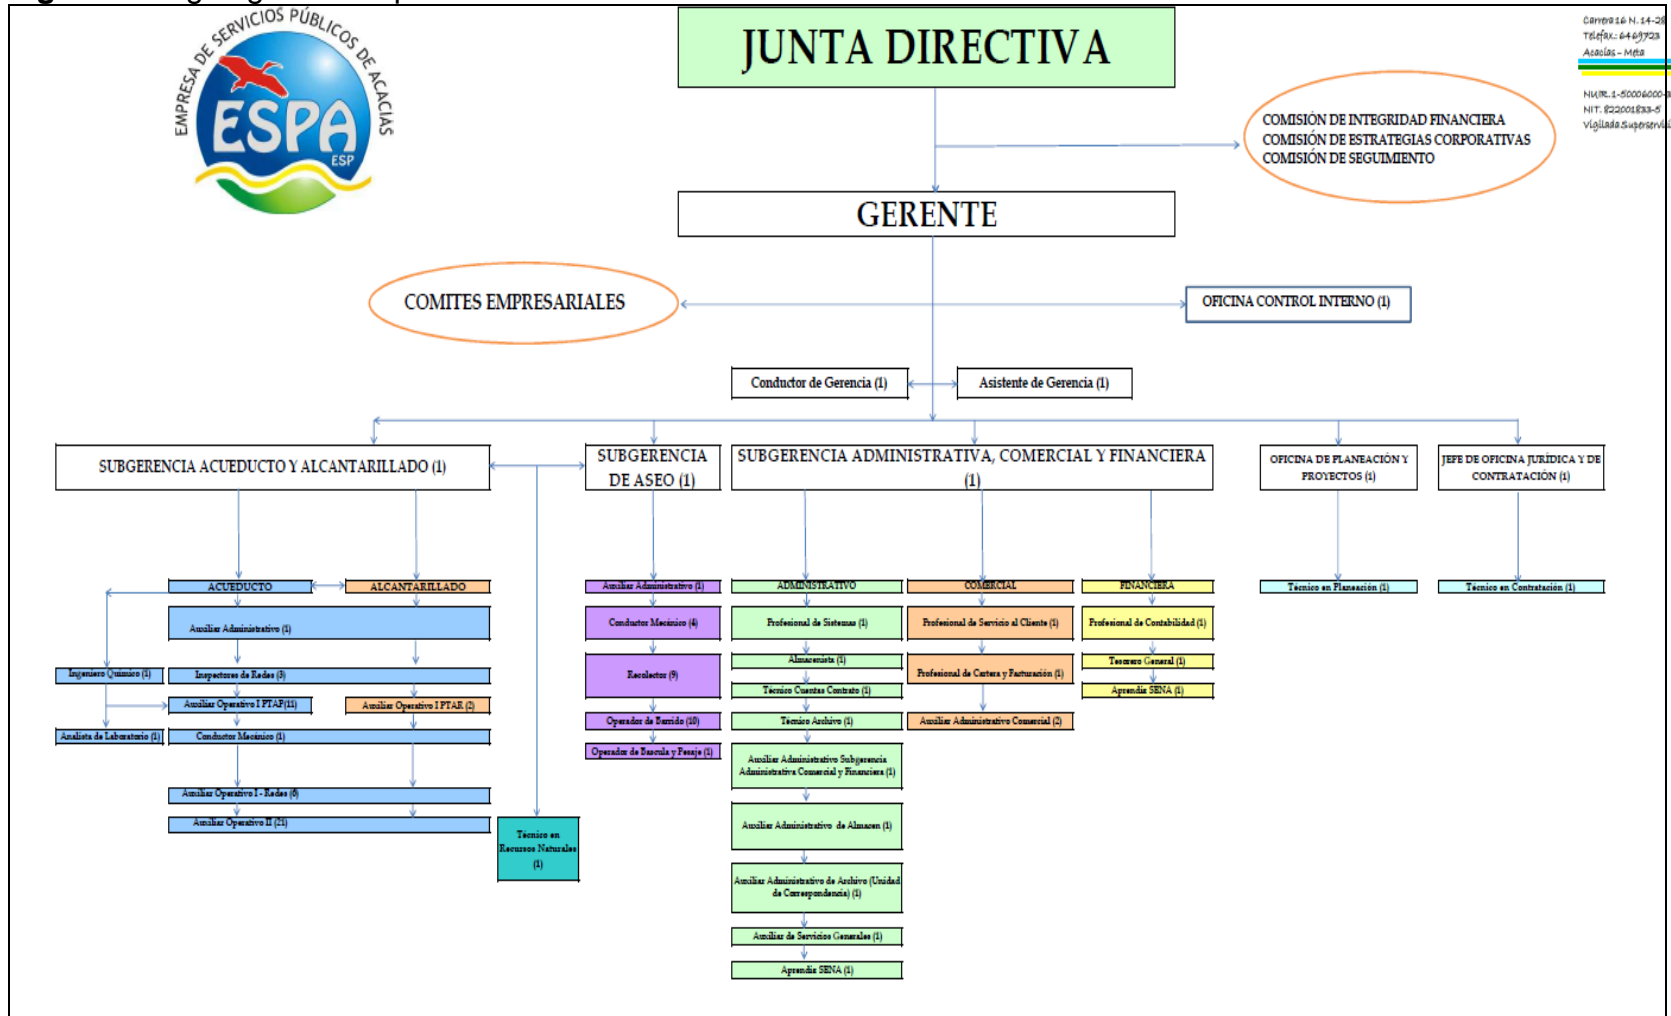 EMPRESA DE SERVICIOS PÚBLICOS DE ACACÍAS
ESPA
ESP
JUNTA DIRECTIVA
Carrera 16 N. 14-28
Telefax.: 6469723
Acacías - Meta
NUIR. 1-50006000-
NIT. 822001833-5
COMISIÓN DE INTEGRIDAD FINANCIERA
COMISIÓN DE ESTRATEGIAS CORPORATIVAS
COMISIÓN DE SEGUIMIENTO
GERENTE
COMITES EMPRESARIALES
OFICINA CONTROL INTERNO (1)
Conductor de Gerencia (1)
Asistente de Gerencia (1)
SUBGERENCIA ACUEDUCTO Y ALCANTARILLADO (1)
SUBGERENCIA
DE ASEO (1)
SUBGERENCIA ADMINISTRATIVA, COMERCIAL Y FINANCIERA
(1)
OFICINA DE PLANEACIÓN Y
PROYECTOS (1)
JEFE DE OFICINA JURÍDICA Y DE
CONTRATACIÓN (1)
ACUEDUCTO
ALCANTARILLADO
Auxiliar Administrativo (1)
Ingeniero Químico (1)
Inspectores de Redes (3)
Auxiliar Operativo I PTAP(11)
Auxiliar Operativo I PTAR (2)
Analista de Laboratorio (1)
Conductor Mecánico (1)
Auxiliar Operativo I - Redes (6)
Auxiliar Operativo II (21)
Técnico en
Recursos Naturales
(1)
Auxiliar Administrativo (1)
Conductor Mecánico (4)
Recolector (9)
Operador de Barrido (10)
Operador de Bascula y Pesaje (1)
ADMINISTRATIVO
Profesional de Sistemas (1)
Almacenista (1)
Técnico Cuentas Contrato (1)
Técnico Archivo (1)
Auxiliar Administrativo Subgerencia
Administrativa Comercial y Financiera (1)
Auxiliar Administrativo de Almacen (1)
Auxiliar Administrativo de Archivo (Unidad
de Correspondencia) (1)
Auxiliar de Servicios Generales (1)
Aprendiz SENA (1)
COMERCIAL
Profesional de Servicio al Cliente (1)
Profesional de Cartera y Facturación (1)
Auxiliar Administrativo Comercial (2)
FINANCIERA
Profesional de Contabilidad (1)
Tesorero General (1)
Aprendiz SENA (1)
Técnico en Planeación (1)
Técnico en Contratación (1)